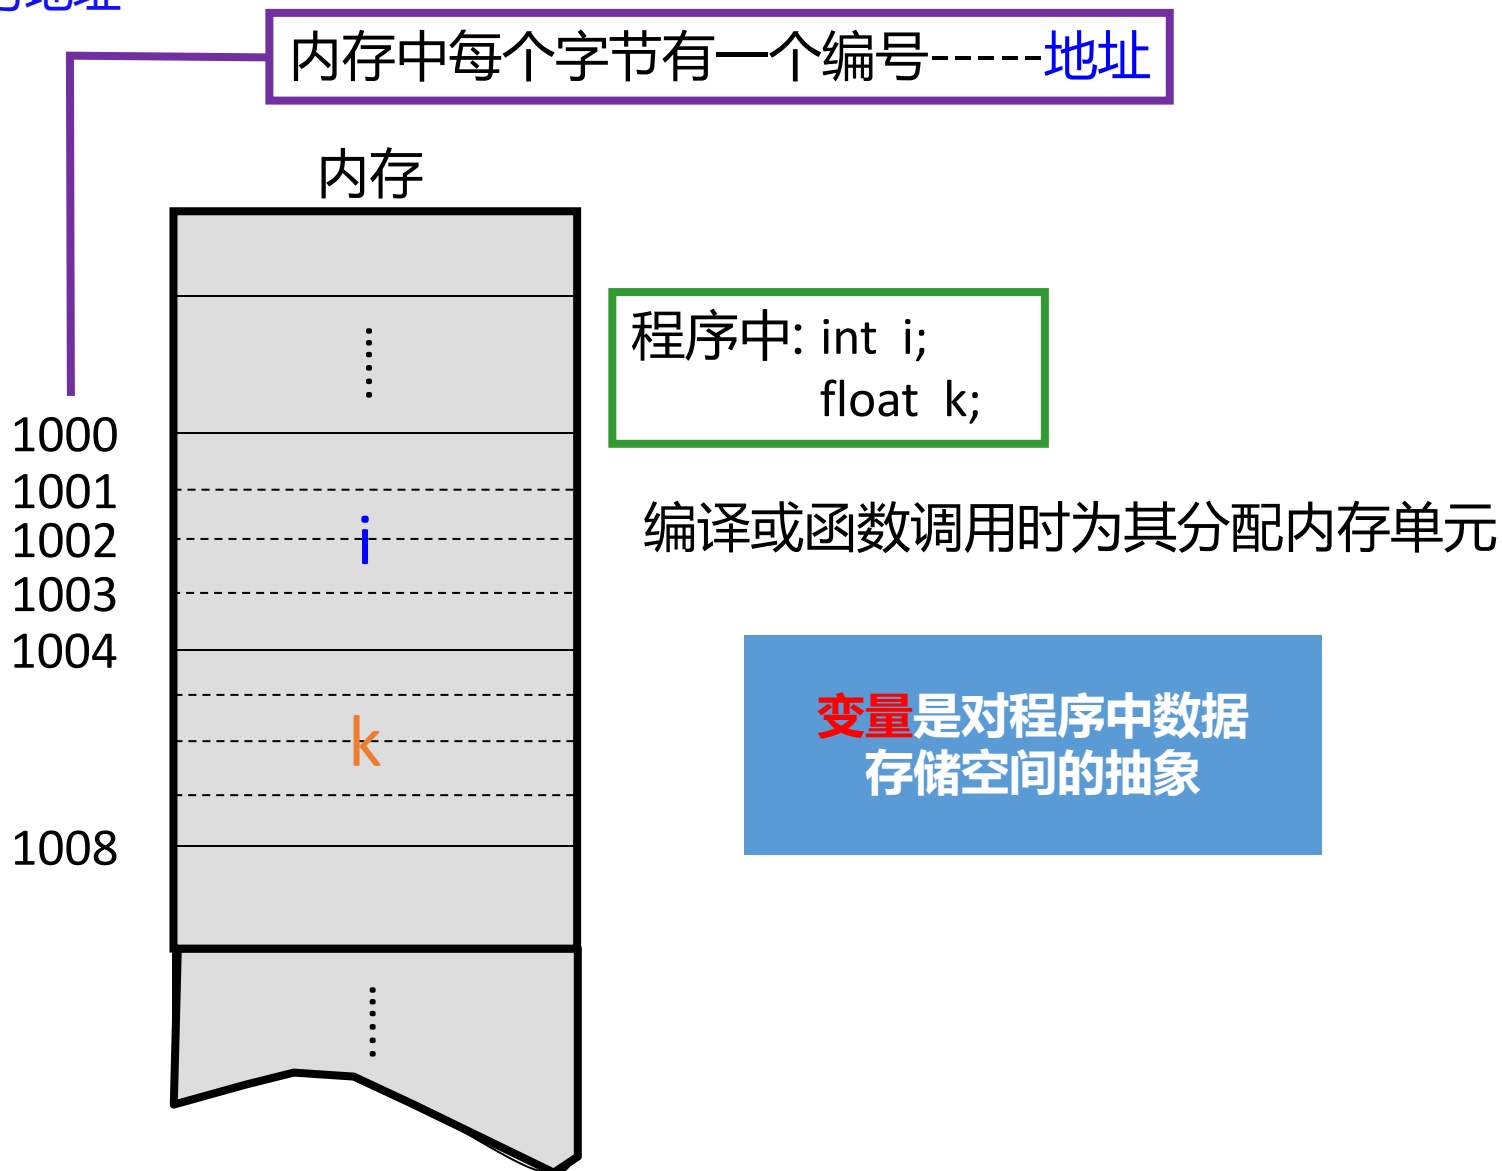 地址
内存中每个字节有一个编号-----地址
内存
程序中: int i;
float k;
1000
1001
1002
1003
1004
1008
i
k
编译或函数调用时为其分配内存单元
变量是对程序中数据
存储空间的抽象